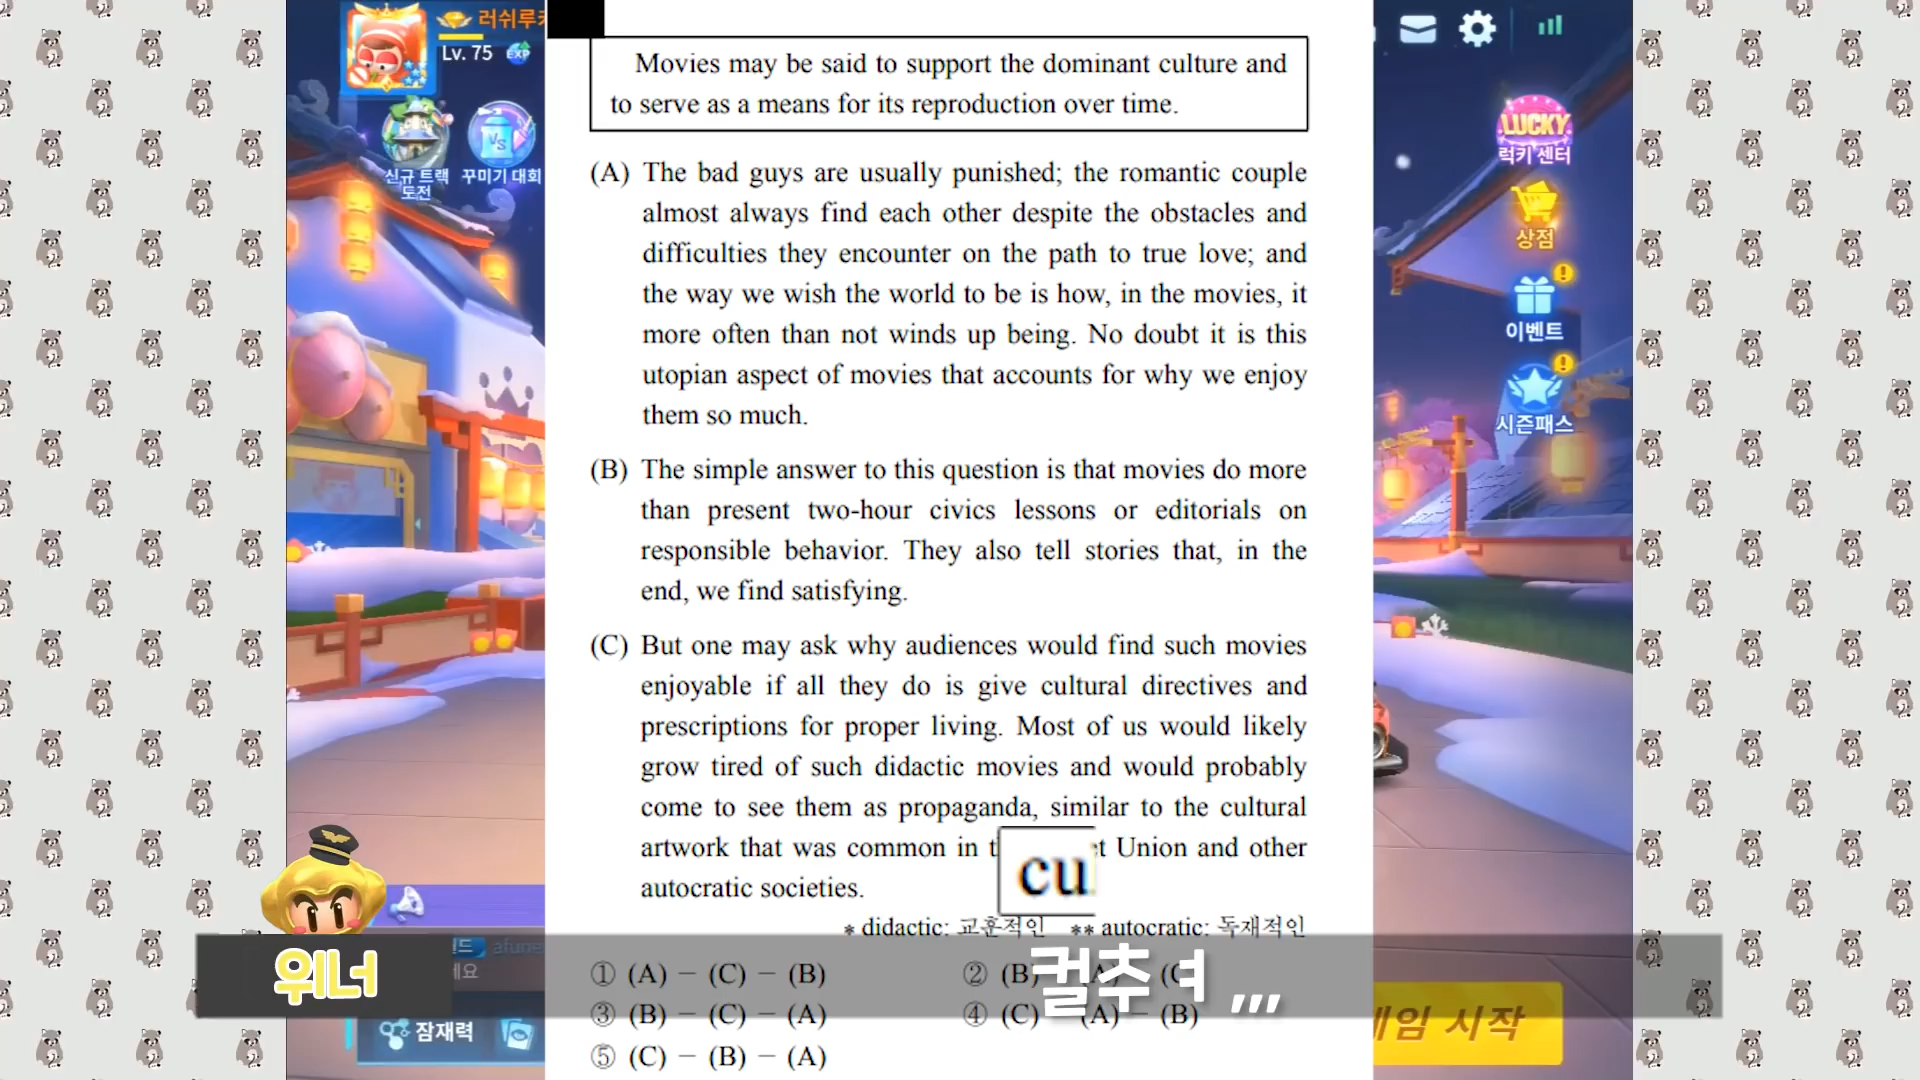 러쉬루키
Lv. 75
EXP
신규 트랙
도전
VS
꾸미기 대회
LUCKY
럭키 센터
상점
이벤트
시즌패스
Movies may be said to support the dominant culture and
to serve as a means for its reproduction over time.
(A) The bad guys are usually punished; the romantic couple
almost always find each other despite the obstacles and
difficulties they encounter on the path to true love; and
the way we wish the world to be is how, in the movies, it
more often than not winds up being. No doubt it is this
utopian aspect of movies that accounts for why we enjoy
them so much.
(B) The simple answer to this question is that movies do more
than present two-hour civics lessons or editorials on
responsible behavior. They also tell stories that, in the
end, we find satisfying.
(C) But one may ask why audiences would find such movies
enjoyable if all they do is give cultural directives and
prescriptions for proper living. Most of us would likely
grow tired of such didactic movies and would probably
come to see them as propaganda, similar to the cultural
artwork that was common in t
cu
t Union and other
autocratic societies.
* didactic: 교훈적인 ** autocratic: 독재적인
① (A) － (C) － (B)
② (B)
③ (B) － (C) － (A)
④ (C) (A) － (B)
⑤ (C) － (B) － (A)
위너
컬추ㅕ ,,,
잠재력
게임 시작